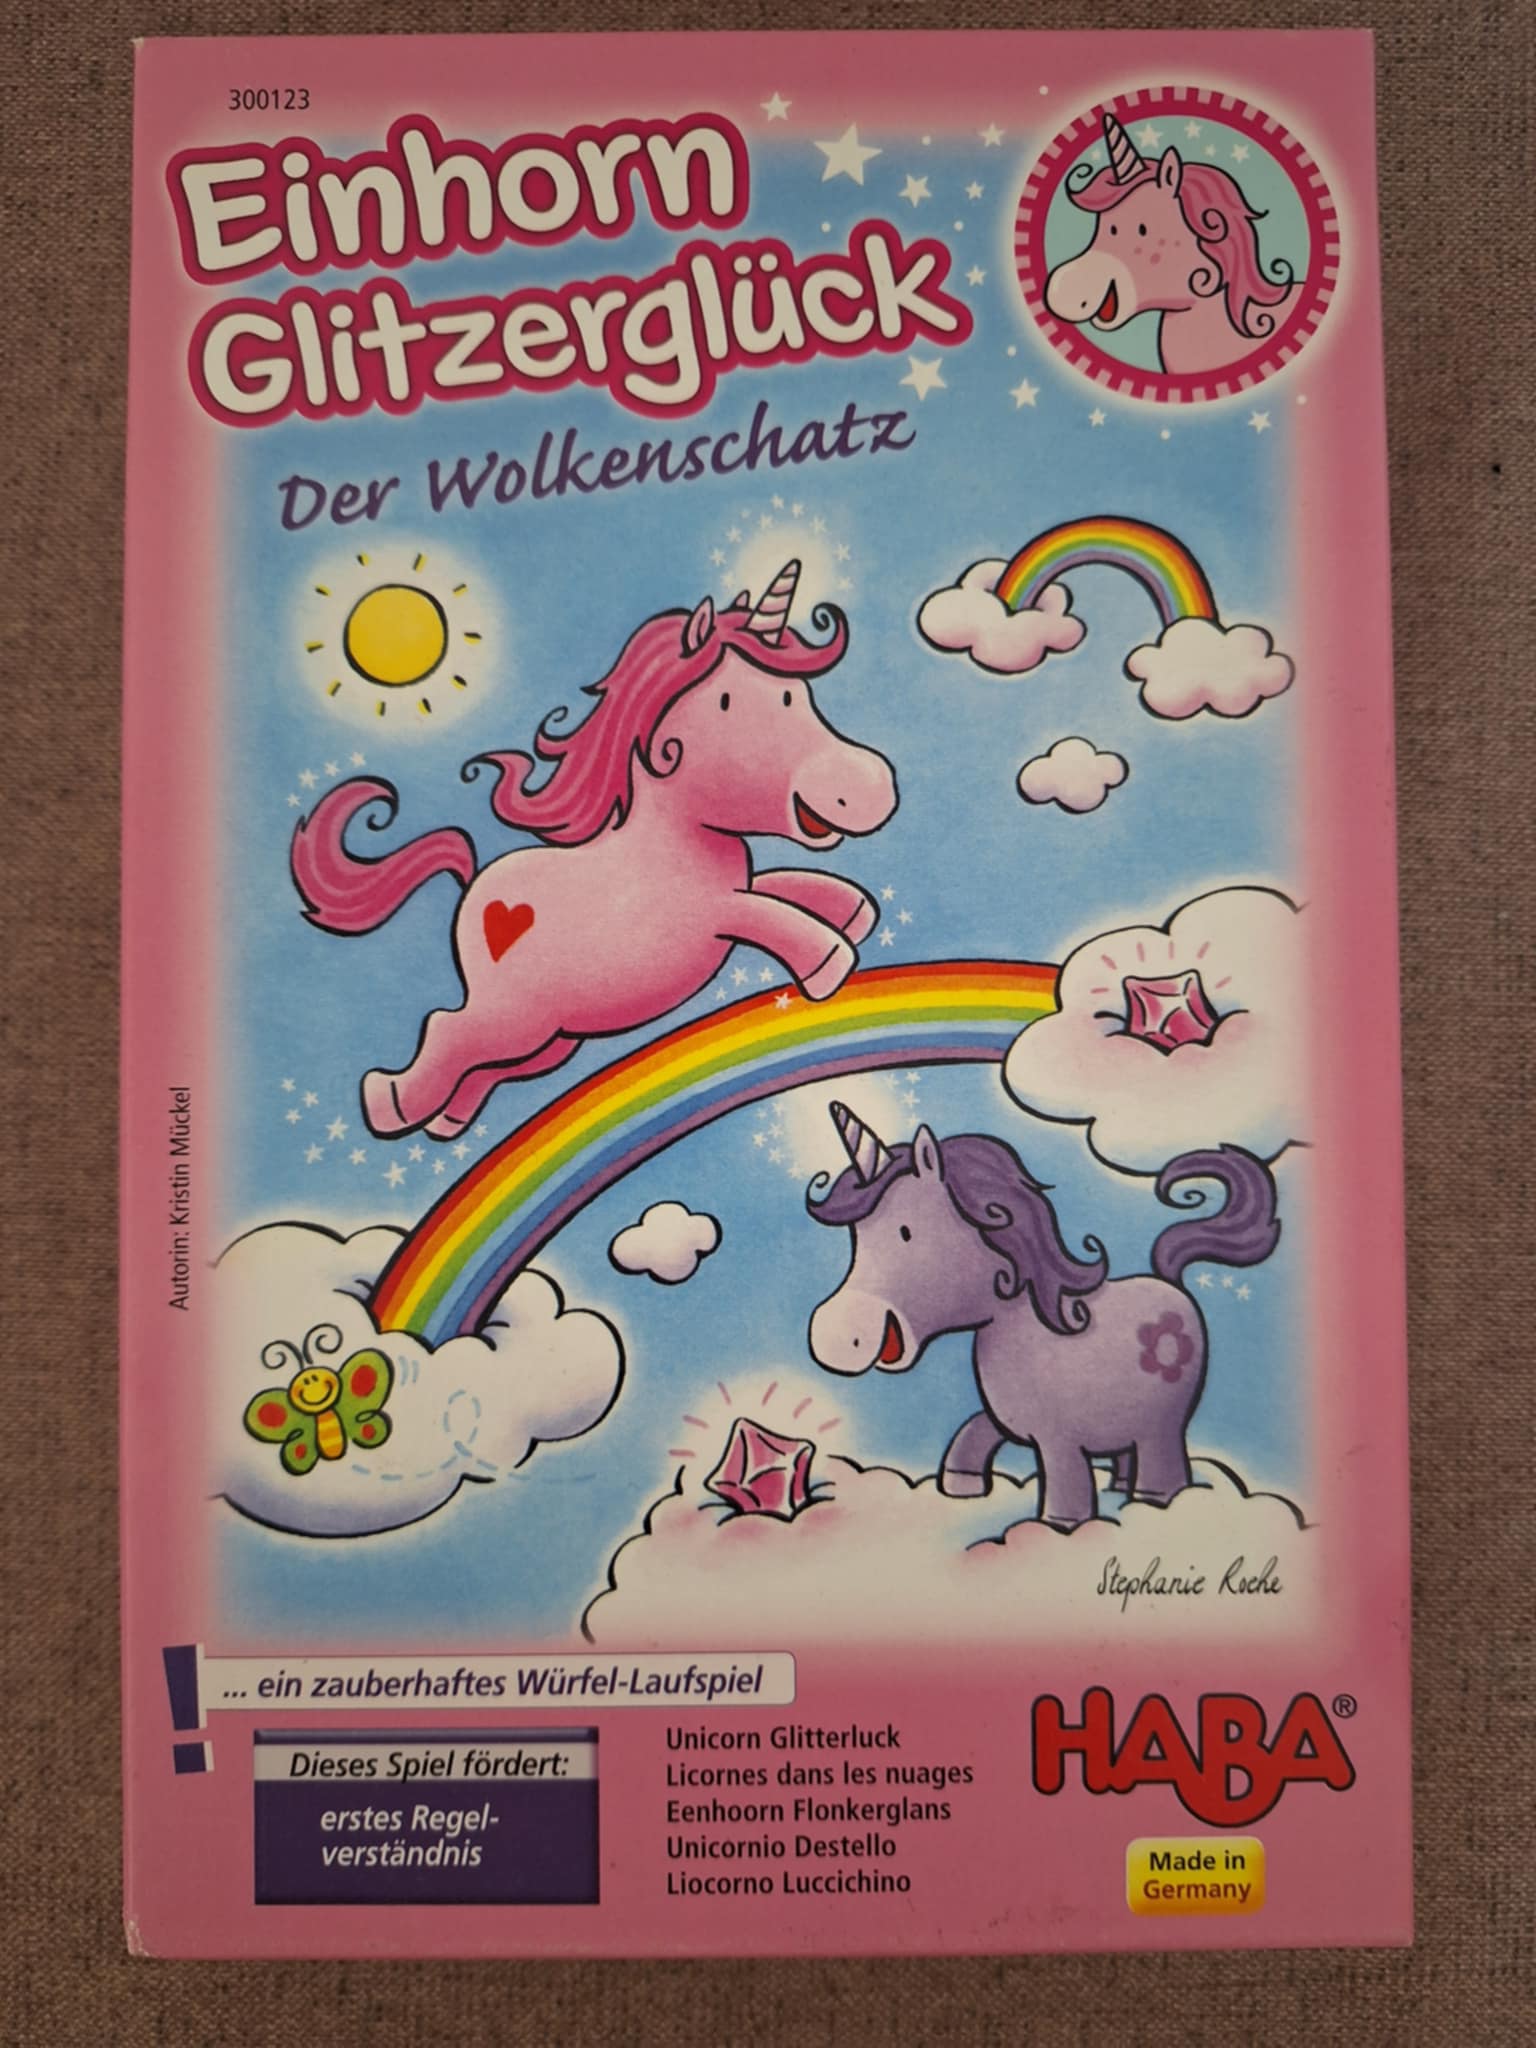 300123
Einhorn
Glitzerglück
Der Wolkenschatz
Autorin: Kristin Mückel
Stephanie Roehe
... ein zauberhaftes Würfel-Laufspiel
Dieses Spiel fördert:
erstes Regel-
verständnis
Unicorn Glitterluck
Licornes dans les nuages
Eenhoorn Flonkerglans
Unicornio Destello
Liocorno Luccichino
HABA®
Made in
Germany